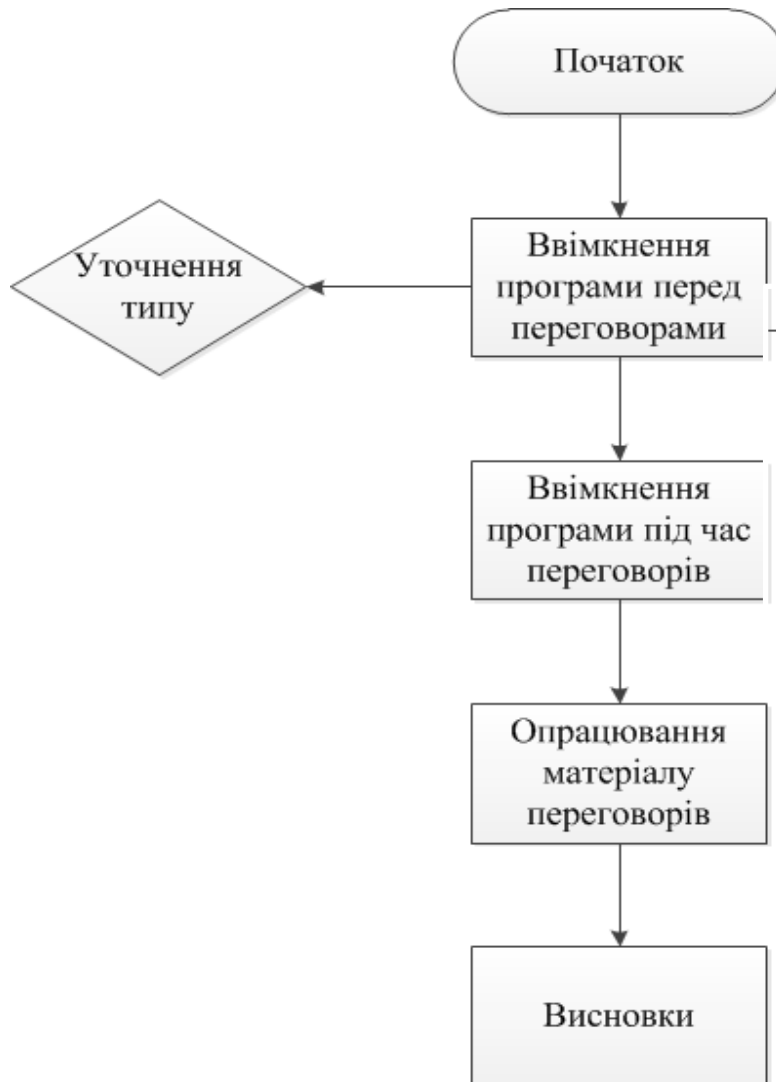 Початок
Ввімкнення
програми перед
переговорами
Уточнення
типу
Ввімкнення
програми під час
переговорів
Опрацювання
матеріалу
переговорів
Висновки